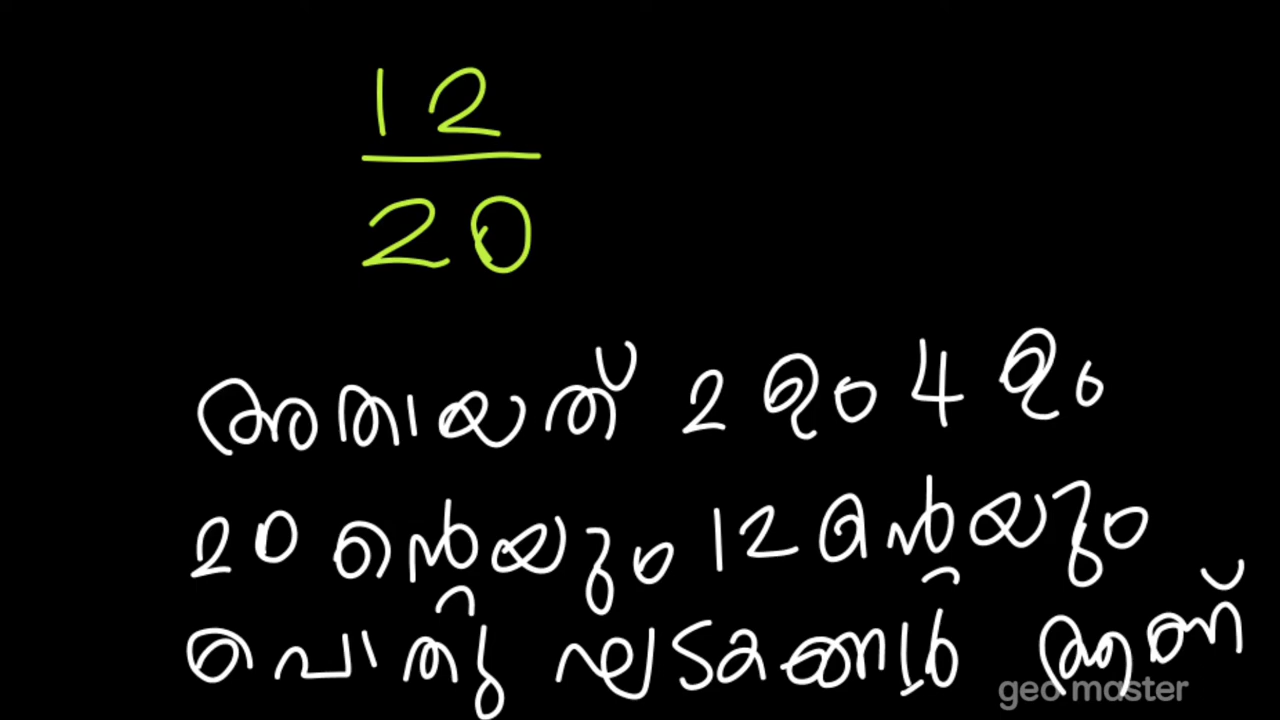 12
20
അതായത് 2 ളും 4 ളും
20 ന്റെയും 12 ന്റെയും
പൊതു ഘടകങ്ങൾ ആണ്
geo master